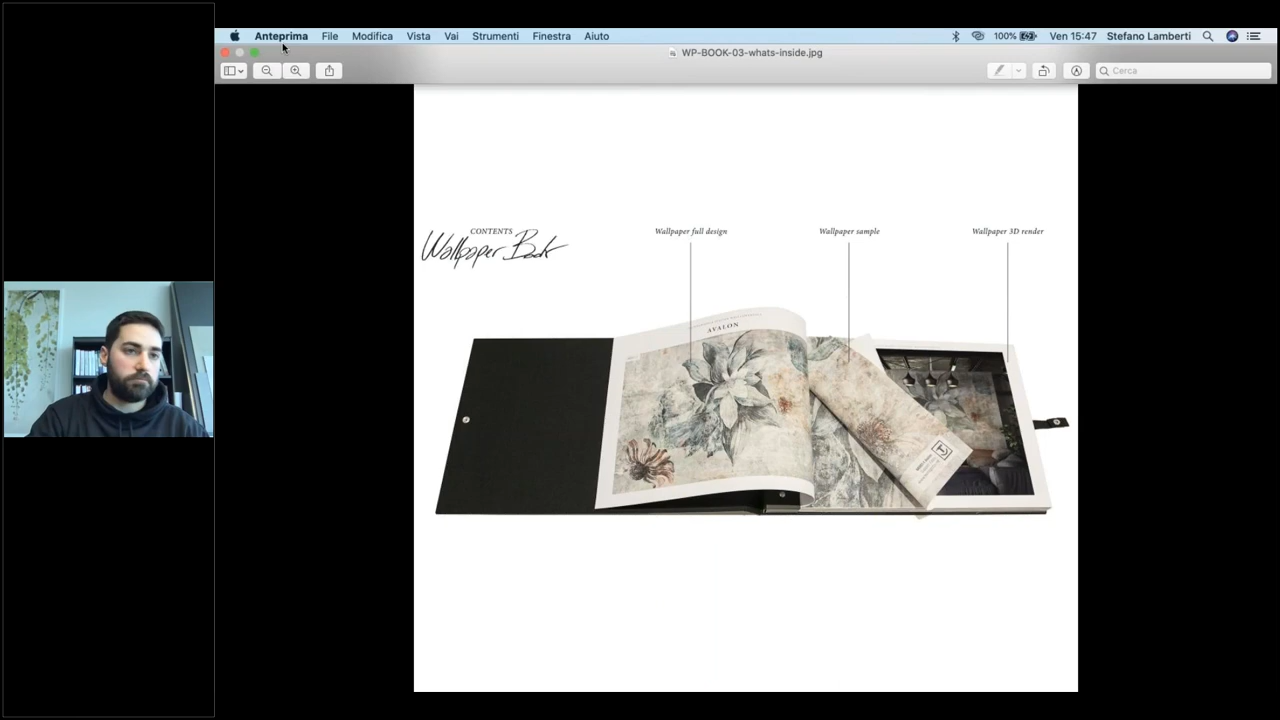 Anteprima File Modifica Vista Vai Strumenti Finestra Aiuto 100% Ven 15:47 Stefano Lamberti
WP-BOOK-03-whats-inside.jpg
Cerca
CONTENTS
Wallpaper Book
Wallpaper full design
Wallpaper sample
Wallpaper 3D render
AVALON